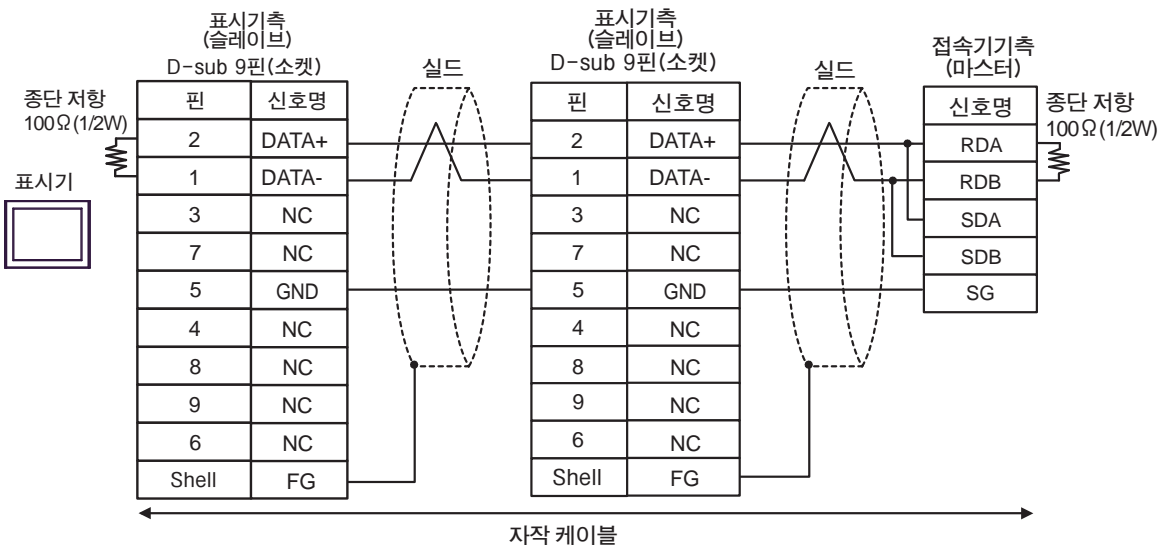 표시기측
(슬레이브)
D-sub 9핀(소켓)
실드
표시기측
(슬레이브)
D-sub 9핀(소켓)
실드
접속기기측
(마스터)
종단 저항
100Ω(1/2W)
표시기
핀 신호명
2 DATA+
1 DATA-
3 NC
7 NC
5 GND
4 NC
8 NC
9 NC
6 NC
Shell FG
핀 신호명
2 DATA+
1 DATA-
3 NC
7 NC
5 GND
4 NC
8 NC
9 NC
6 NC
Shell FG
신호명
RDA
RDB
SDA
SDB
SG
종단 저항
100Ω(1/2W)
자작 케이블